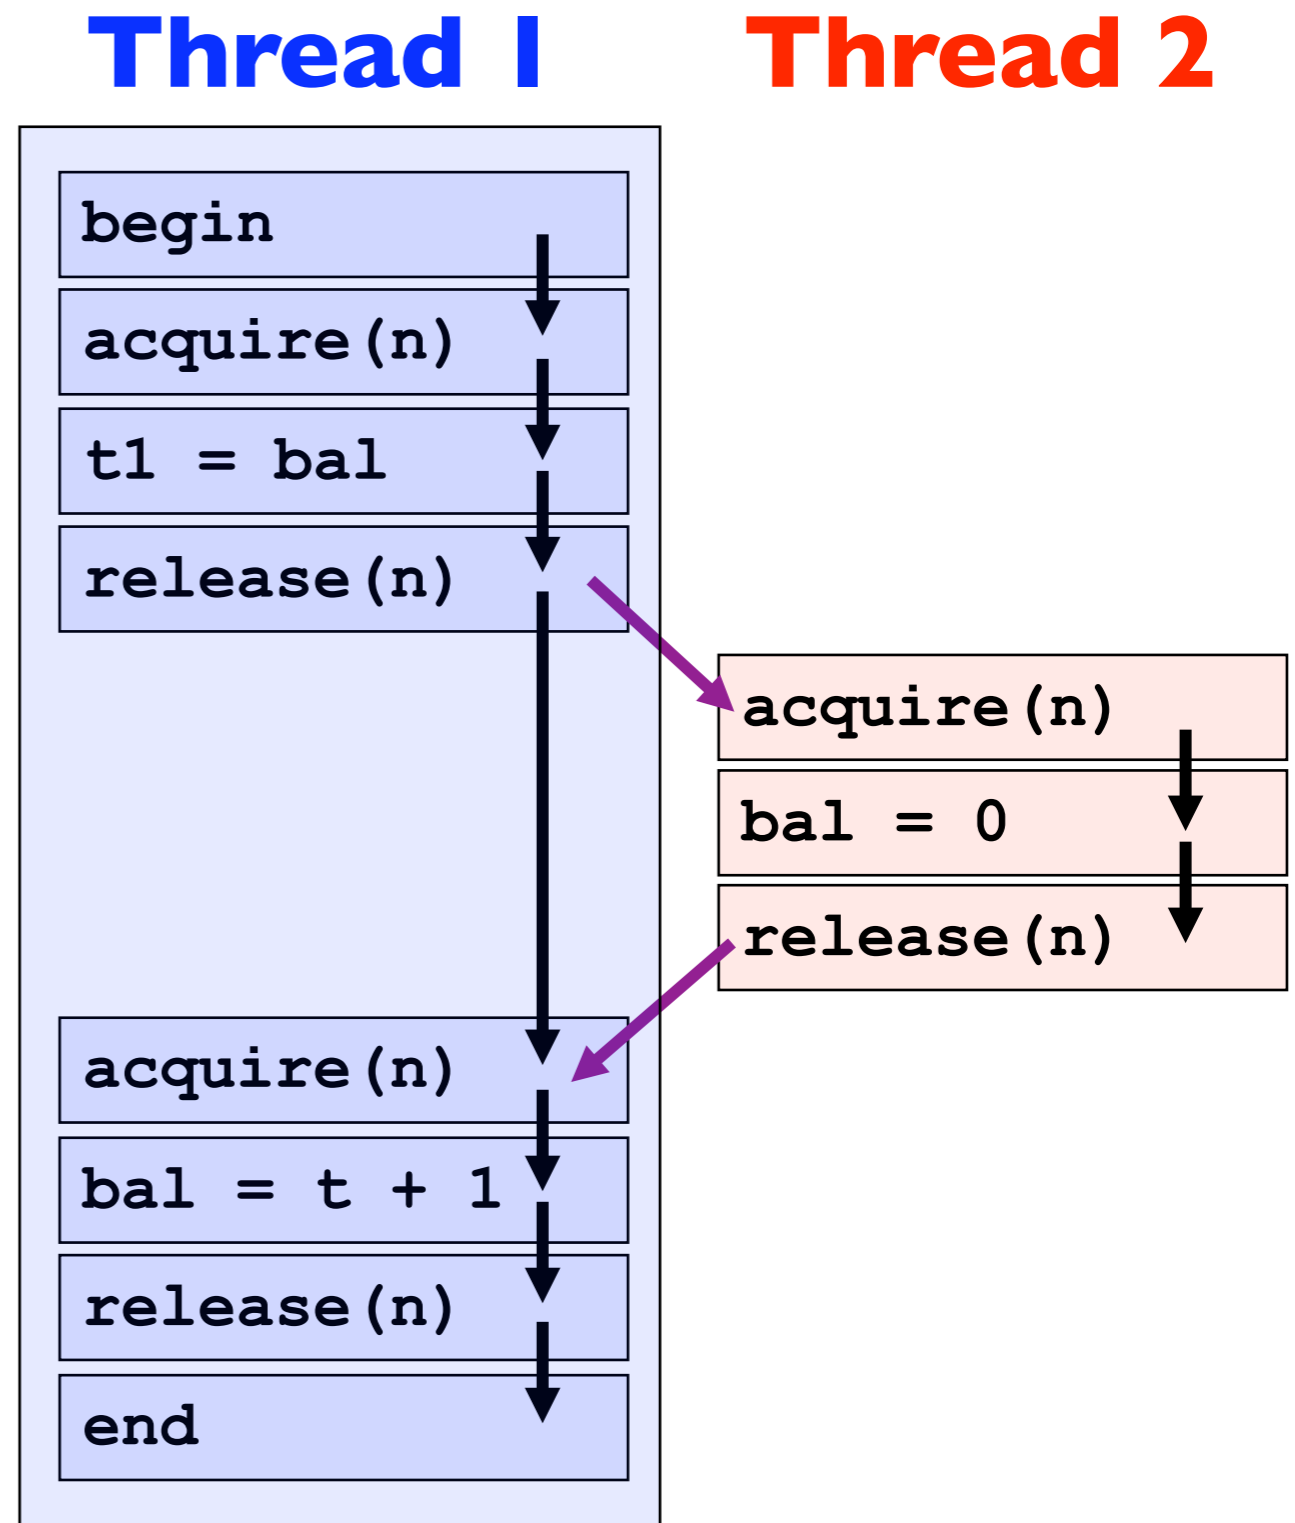 Thread 1
Thread 2
begin
acquire(n)
t1 = bal
release(n)
acquire(n)
bal = 0
release(n)
acquire(n)
bal = t + 1
release(n)
end